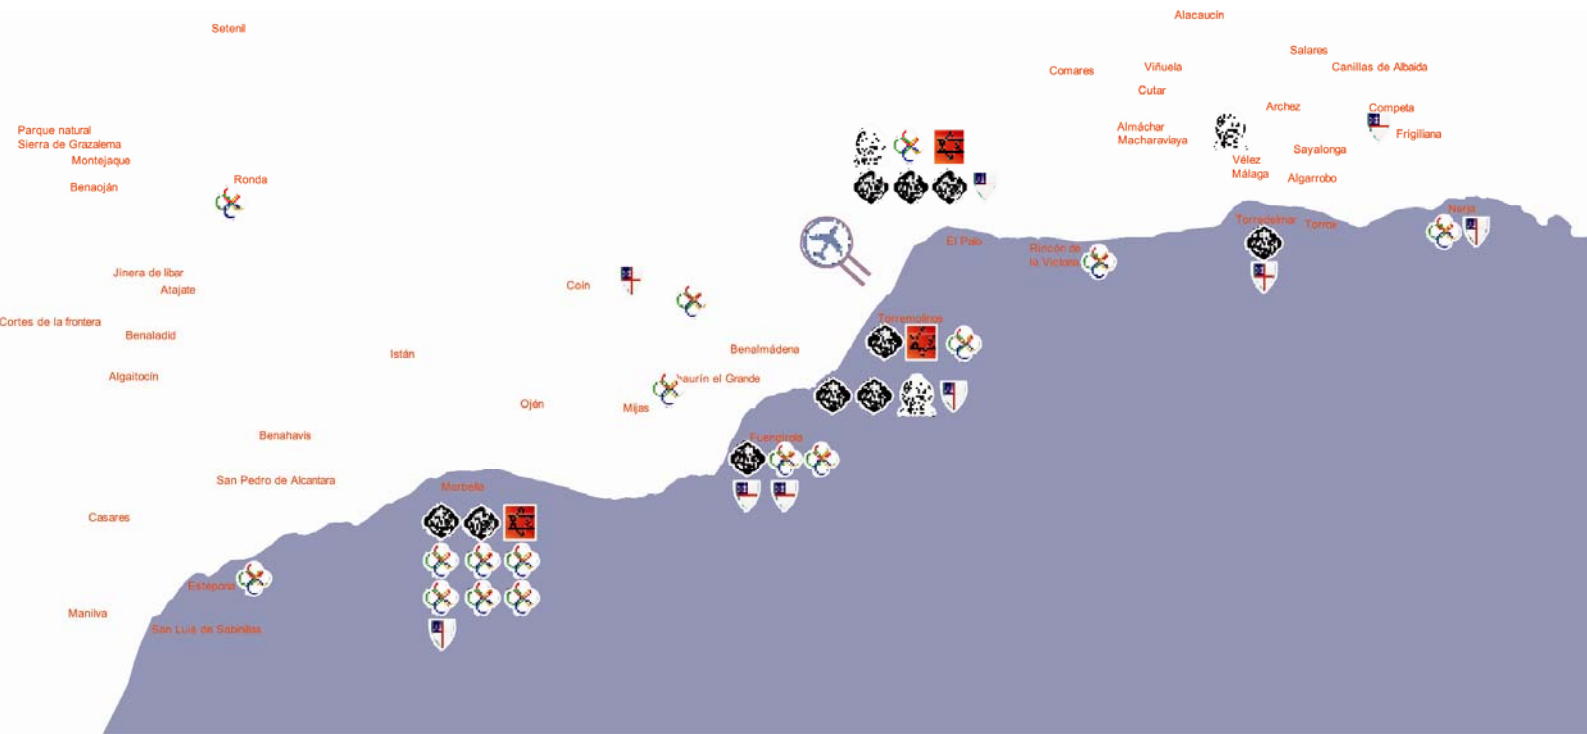 Alacaucín
Setenil
Salares
Comares
Viñuela
Canillas de Albaida
Cutar
Archez
Competa
Parque natural
Sierra de Grazalema
Almáchar
Macharaviaya
Frigiliana
Montejaque
Sayalonga
Vélez
Málaga
Benaoján
Ronda
Algarrobo
Nerja
Torredelmar
Torrox
El Palo
Rincón de
la Victoria
Jinera de líbar
Atajate
Coín
Cortes de la frontera
Torremolinos
Benaladid
Istán
Benalmádena
Algaitocín
haurín el Grande
Ojén
Mijas
Benahavis
Fuengirola
San Pedro de Alcantara
Marbella
Casares
Estepona
Manilva
San Luis de Sabinillas